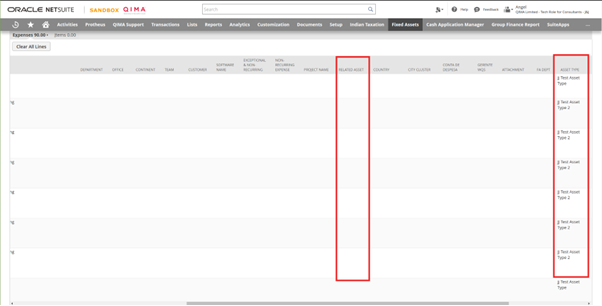 ORACLE NETSUITE SANDBOX QIMA Search Help Feedback Angel
QIMA Limited - Test Role for Consultants -
Activities Protheus QIMA Support Transactions Lists Reports Analytics Customization Documents Setup Indian Taxation Fixed Assets Cash Application Manager Group Finance Report SuiteApps ...
Expenses 90.00 Items 0.00
Clear All Lines
DEPARTMENT OFFICE CONTINENT TEAM CUSTOMER SOFTWARE NAME EXCEPTIONAL & NON RECURRING NON-RECURRING EXPENSE PROJECT NAME RELATED ASSET COUNTRY CITY CLUSTER ATTACHMENT ASSET TYPE
Test Asset
Type
Test Asset
Type 2
Test Asset
Type 2
Test Asset
Type 2
Test Asset
Type 2
Test Asset
Type 2
Test Asset
Type 2
Test Asset
Type